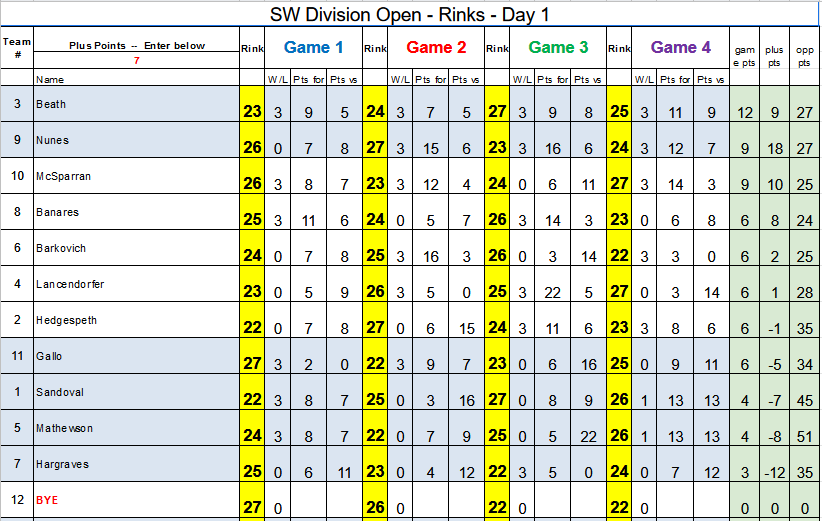 SW Division Open - Rinks - Day 1
Team # Plus Points -- Enter below Rink Game 1 Rink Game 2 Rink Game 3 Rink Game 4 game pts plus pts opp pts
7
Name W/L Pts for Pts vs W/L Pts for Pts vs W/L Pts for Pts vs W/L Pts for Pts vs
3 Beath 23 3 9 5 24 3 7 5 27 3 9 8 25 3 11 9 12 9 27
9 Nunes 26 0 7 8 27 3 15 6 23 3 16 6 24 3 12 7 9 18 27
10 McSparran 26 3 8 7 23 3 12 4 24 0 6 11 27 3 14 3 9 10 25
8 Banares 25 3 11 6 24 0 5 7 26 3 14 3 23 0 6 8 6 8 24
6 Barkovich 24 0 7 8 25 3 16 3 26 0 3 14 22 3 3 0 6 2 25
4 Lancendorfer 23 0 5 9 26 3 5 0 25 3 22 5 27 0 3 14 6 1 28
2 Hedgespeth 22 0 7 8 27 0 6 15 24 3 11 6 23 3 8 6 6 -1 35
11 Gallo 27 3 2 0 22 3 9 7 23 0 6 16 25 0 9 11 6 -5 34
1 Sandoval 22 3 8 7 25 0 3 16 27 0 8 9 26 1 13 13 4 -7 45
5 Mathewson 24 3 8 7 22 0 7 9 25 0 5 22 26 1 13 13 4 -8 51
7 Hargraves 25 0 6 11 23 0 4 12 22 3 5 0 24 0 7 12 3 -12 35
12 BYE 27 0 26 0 22 0 22 0 0 0 0